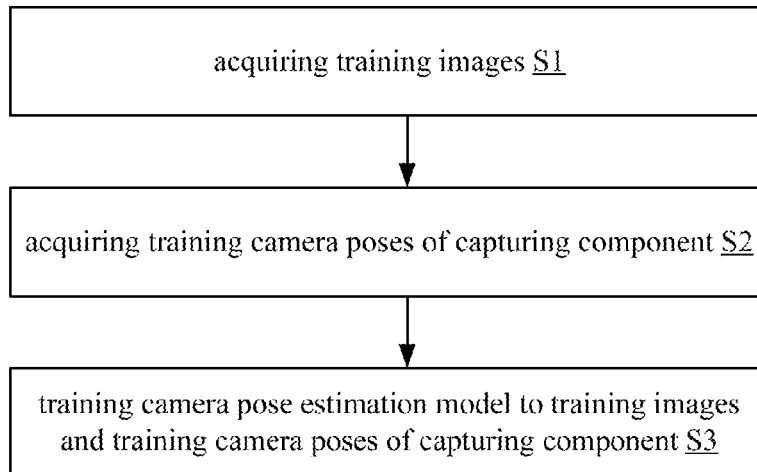 acquiring training images S1
acquiring training camera poses of capturing component S2
training camera pose estimation model to training images
and training camera poses of capturing component S3